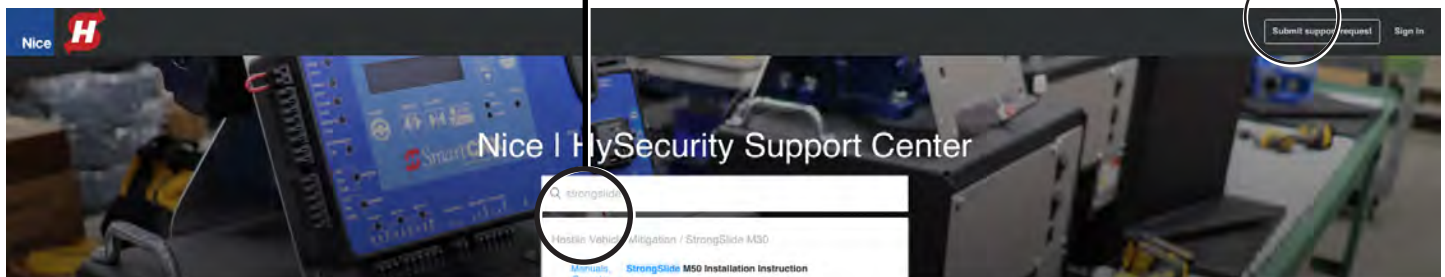 Nice
H
Submit support request
Sign In
SmartC
Nice | HySecurity Support Center
strongslide
Hostile Vehicle Mitigation / StrongSlide M30
Manuals,
StrongSlide M50 Installation Instruction